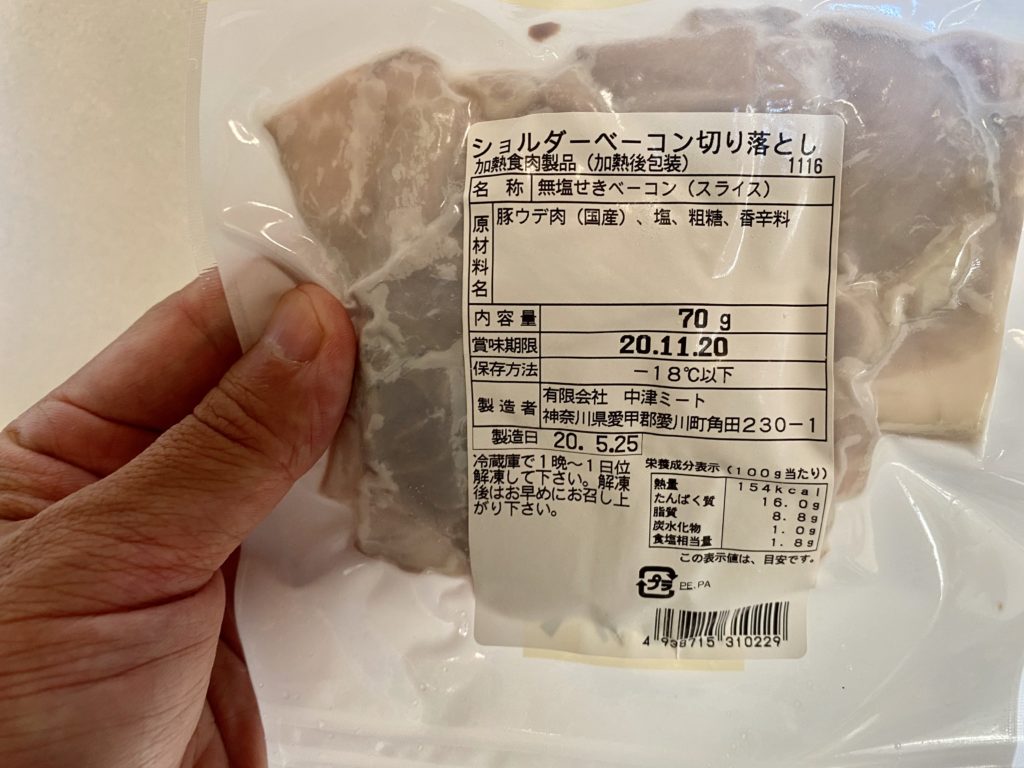 ショルダーベーコン切り落とし
加熱食肉製品（加熱後包装） 1116
名 称 無塩せきベーコン（スライス）
原材料名 豚ウデ肉（国産）、塩、粗糖、香辛料
内容量 70 g
賞味期限 20.11.20
保存方法 －18℃以下
製造者 有限会社 中津ミート
神奈川県愛甲郡愛川町角田230－1
製造日 20. 5.25
冷蔵庫で1晩～1日位
解凍して下さい。解凍
後はお早めにお召し上
がり下さい。
栄養成分表示（100g当たり）
熱量 154kcal
たんぱく質 16.0g
脂質 8.8g
炭水化物 1.0g
食塩相当量 1.8g
この表示値は、目安です。
プラ PE,PA
4 938715 310229